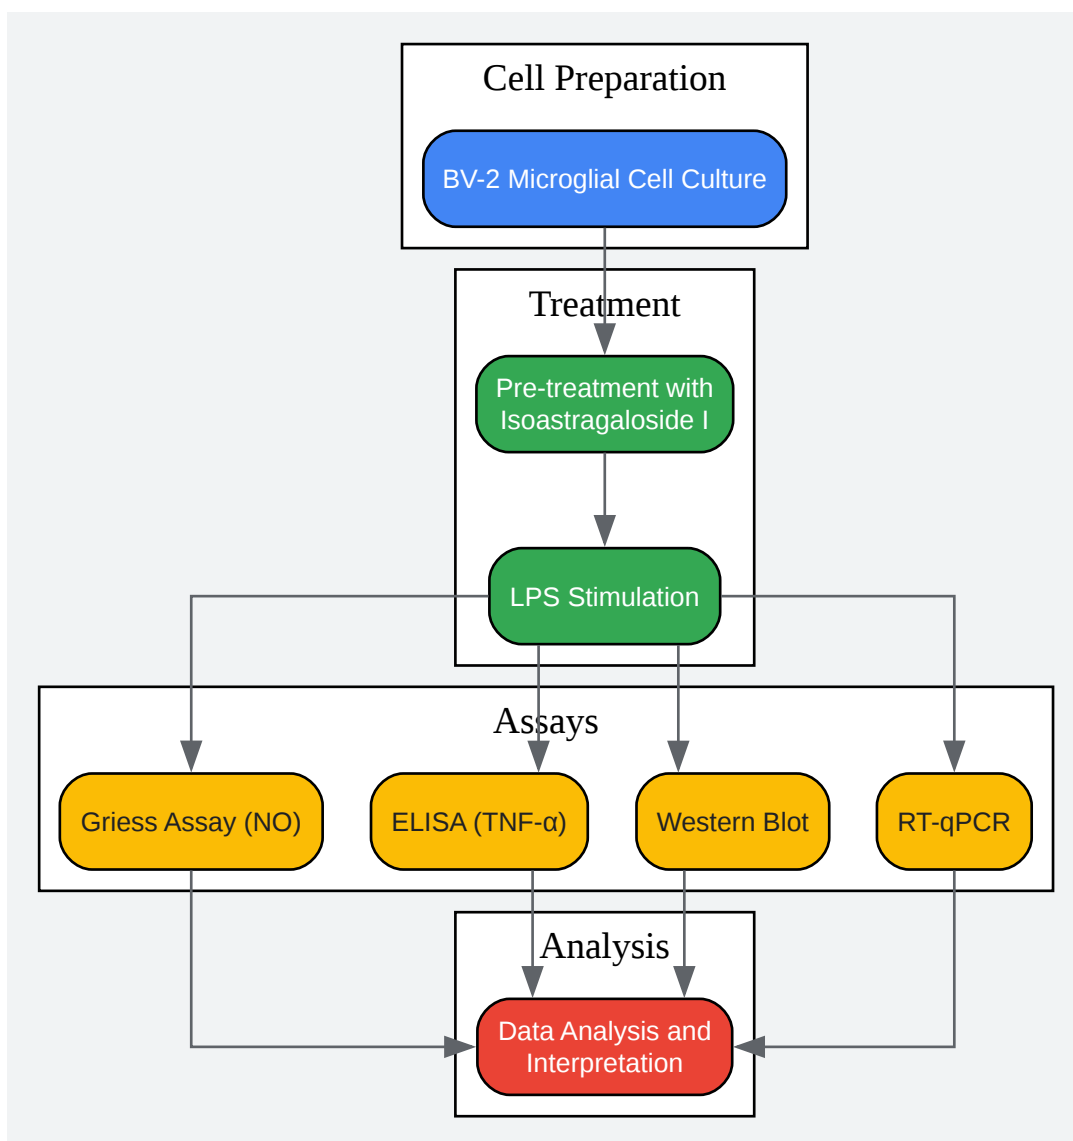 Cell Preparation
BV-2 Microglial Cell Culture
Treatment
Pre-treatment with
Isoastragaloside I
LPS Stimulation
Assays
Griess Assay (NO)
ELISA (TNF-α)
Western Blot
RT-qPCR
Analysis
Data Analysis and
Interpretation